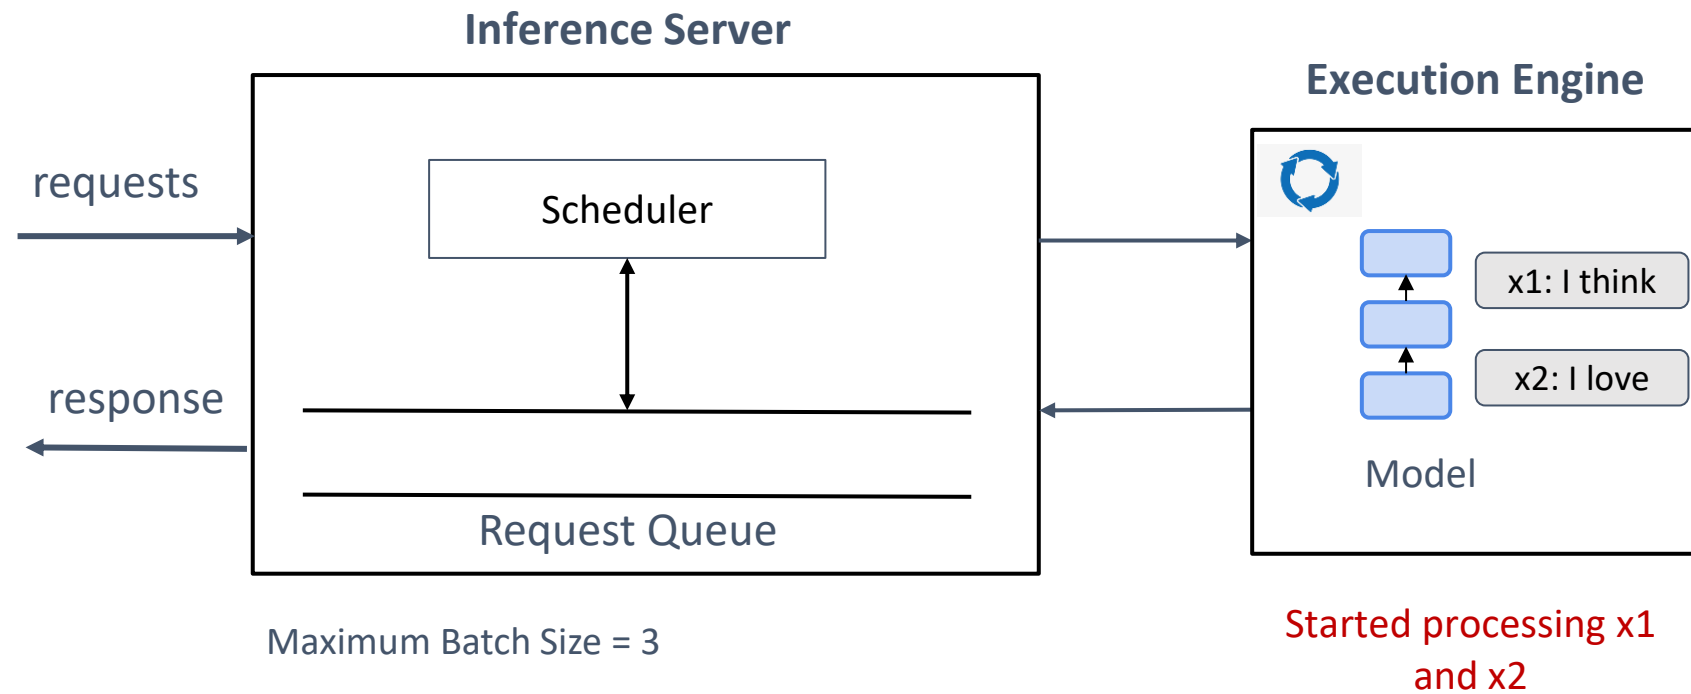 Inference Server
Execution Engine
requests
Scheduler
x1: I think
x2: I love
response
Model
Request Queue
Maximum Batch Size = 3
Started processing x1
and x2